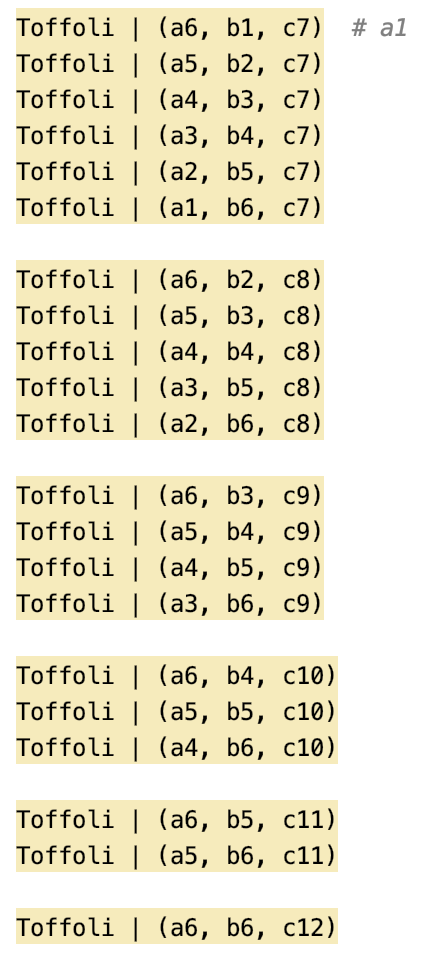 Toffoli | (a6, b1, c7)  # a1
Toffoli | (a5, b2, c7)
Toffoli | (a4, b3, c7)
Toffoli | (a3, b4, c7)
Toffoli | (a2, b5, c7)
Toffoli | (a1, b6, c7)
Toffoli | (a6, b2, c8)
Toffoli | (a5, b3, c8)
Toffoli | (a4, b4, c8)
Toffoli | (a3, b5, c8)
Toffoli | (a2, b6, c8)
Toffoli | (a6, b3, c9)
Toffoli | (a5, b4, c9)
Toffoli | (a4, b5, c9)
Toffoli | (a3, b6, c9)
Toffoli | (a6, b4, c10)
Toffoli | (a5, b5, c10)
Toffoli | (a4, b6, c10)
Toffoli | (a6, b5, c11)
Toffoli | (a5, b6, c11)
Toffoli | (a6, b6, c12)